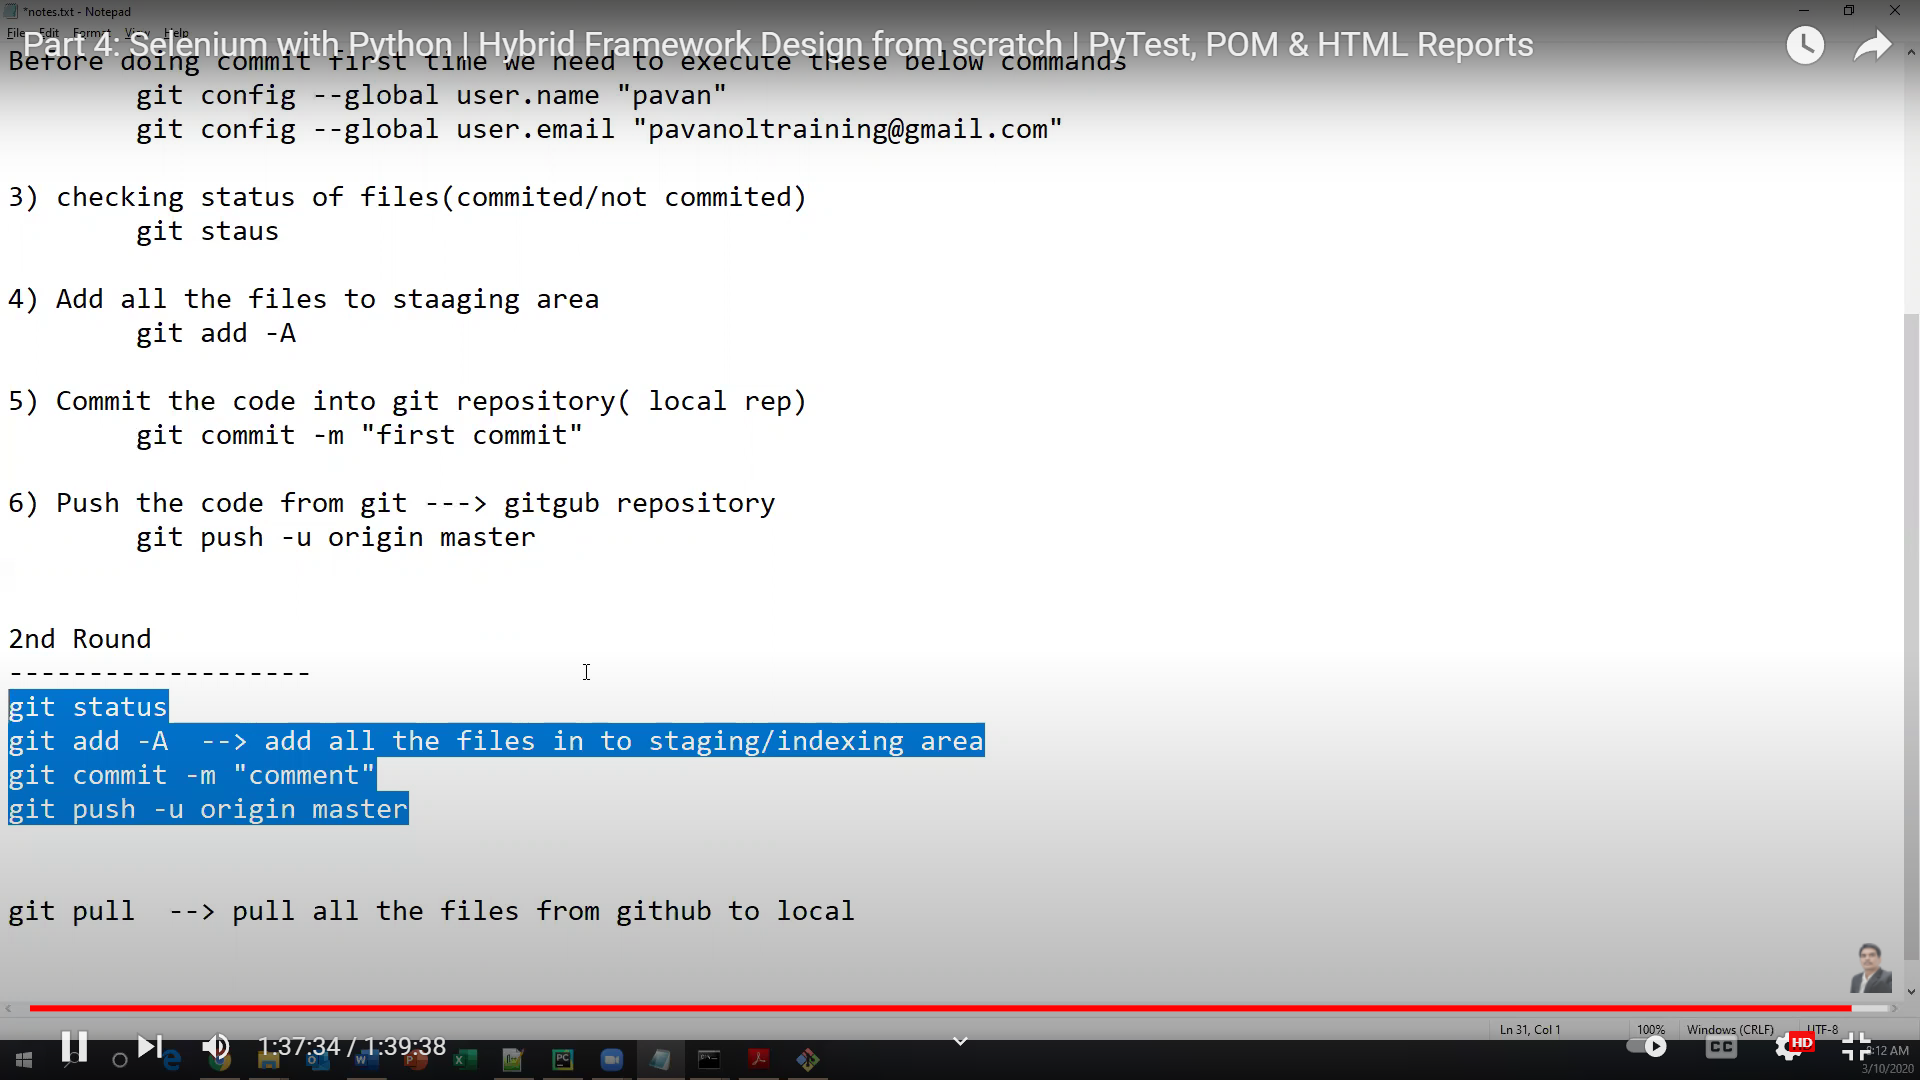 *notes.txt - Notepad
File Edit Format View Help
Part 4: Selenium with Python | Hybrid Framework Design from scratch | PyTest, POM & HTML Reports
Before doing commit first time we need to execute these below commands
git config --global user.name "pavan"
git config --global user.email "pavanoltraining@gmail.com"
3) checking status of files(commited/not commited)
git staus
4) Add all the files to staaging area
git add -A
5) Commit the code into git repository( local rep)
git commit -m "first commit"
6) Push the code from git ---> gitgub repository
git push -u origin master
2nd Round
-------------------
git status
git add -A  --> add all the files in to staging/indexing area
git commit -m "comment"
git push -u origin master
git pull  --> pull all the files from github to local
Ln 31, Col 1 100% Windows (CRLF) UTF-8
1:37:34 / 1:39:38
CC HD
:12 AM
3/10/2020